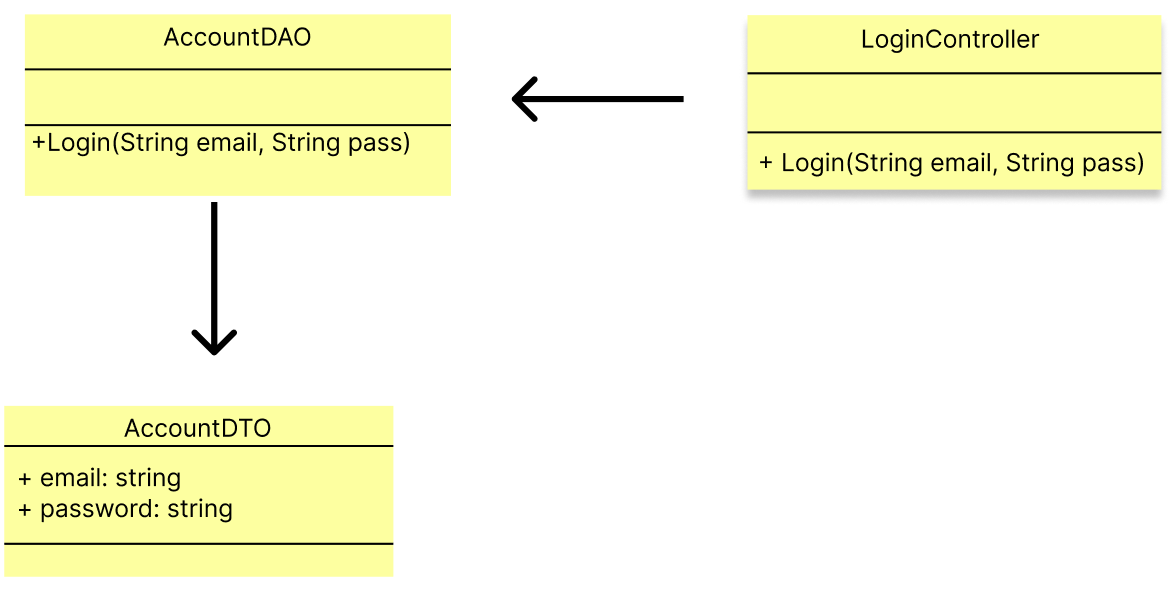 AccountDAO
+Login(String email, String pass)
LoginController
+ Login(String email, String pass)
AccountDTO
+ email: string
+ password: string